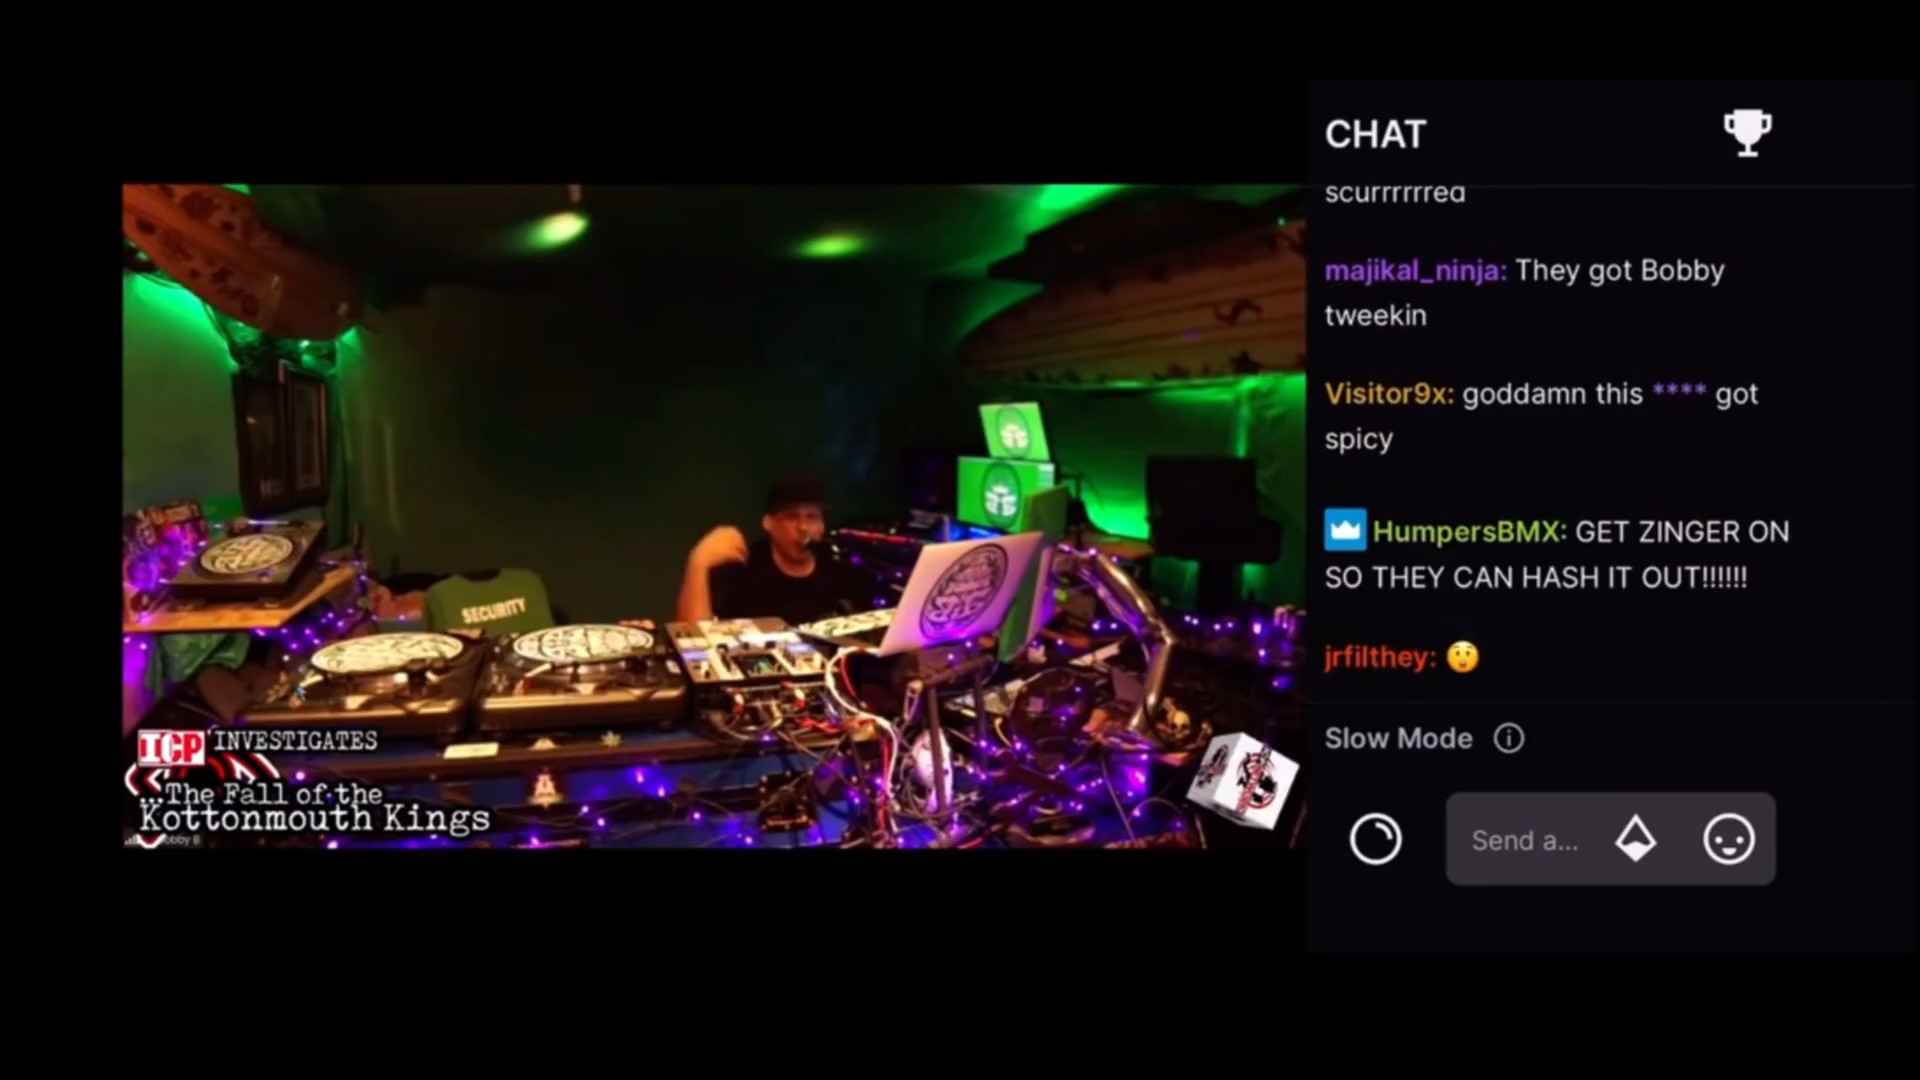 CHAT
scurrrrrred
majikal_ninja: They got Bobby
tweekin
Visitor9x: goddamn this **** got
spicy
HumpersBMX: GET ZINGER ON
SO THEY CAN HASH IT OUT!!!!!!
jrfilthey:
Slow Mode
Send a...
SECURITY
ICP INVESTIGATES
The Fall of the
Kottonmouth Kings